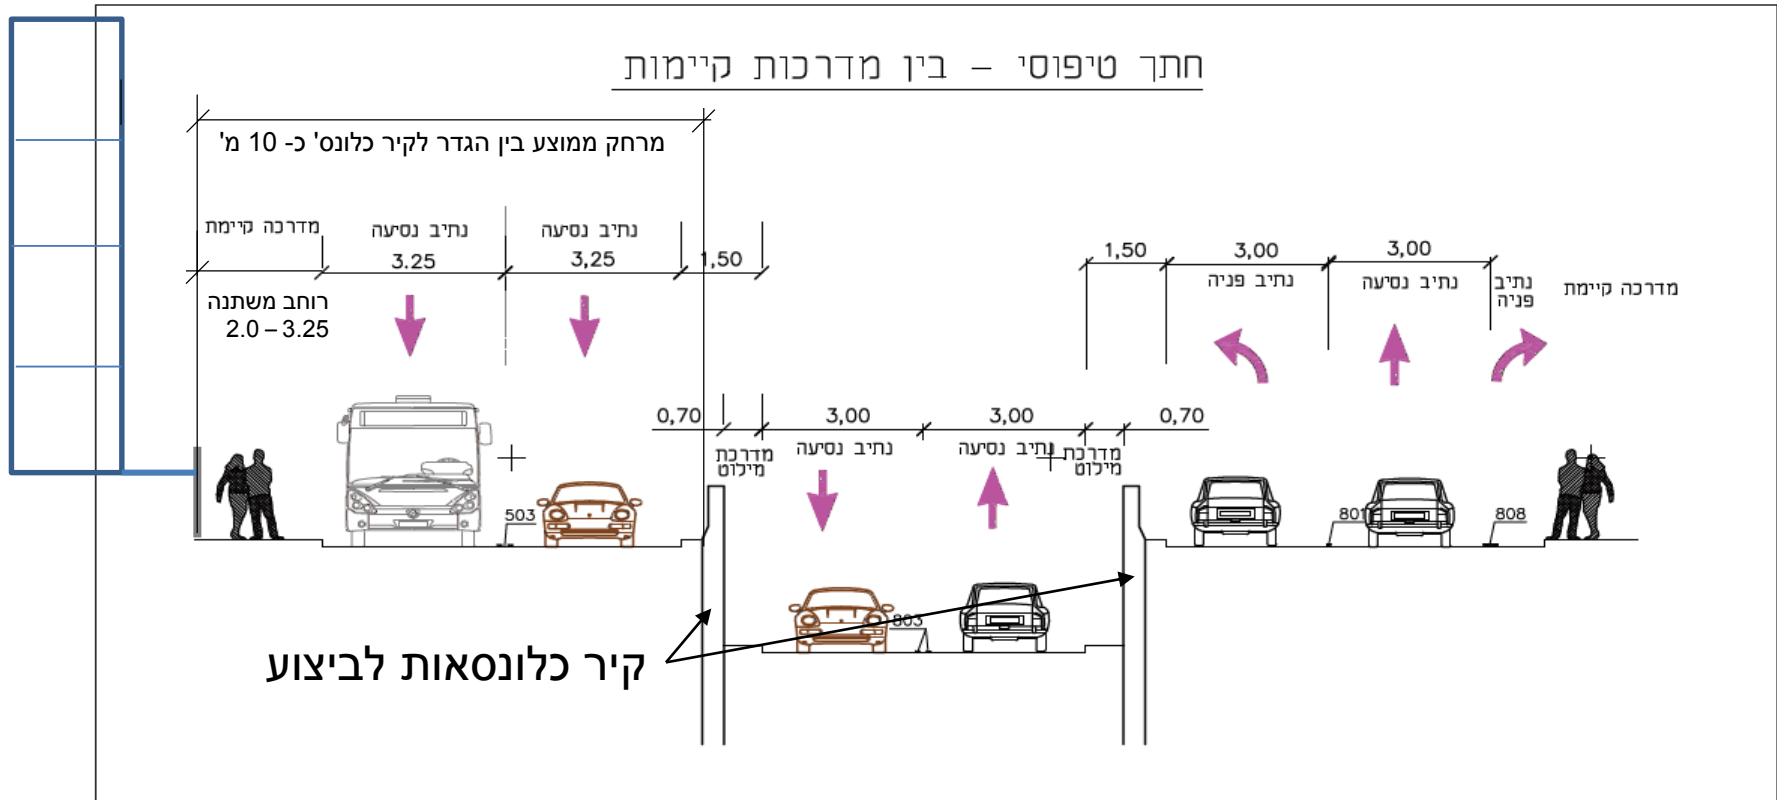 חתך טיפוסי – בין מדרכות קיימות
מרחק ממוצע בין הגדר לקיר כלונס' כ- 10 מ'
מדרכה קיימת
נתיב נסיעה
נתיב נסיעה
3.25
3,25
1,50
רוחב משתנה
2.0 – 3.25
1,50
3,00
3,00
נתיב פניה
נתיב נסיעה
נתיב
פניה
מדרכה קיימת
0,70
3,00
3,00
0,70
מדרכת
מילוט
נתיב נסיעה
נתיב נסיעה
מדרכת
מילוט
503
801
808
803
קיר כלונסאות לביצוע